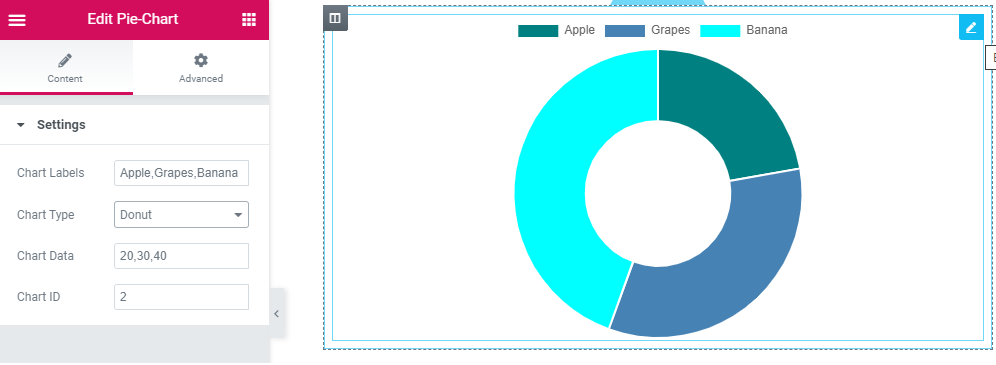 Edit Pie-Chart
Content
Advanced
Settings
Chart Labels
Apple,Grapes,Banana
Chart Type
Donut
Chart Data
20,30,40
Chart ID
2
Apple
Grapes
Banana